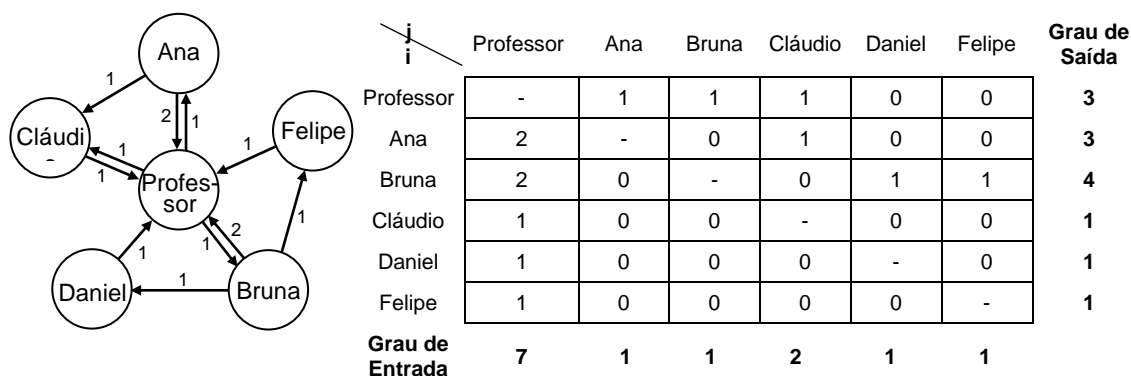 Ana
1
2
1
Felipe
Cláudi
1
1
1
Profes-
sor
1
2
1
1
Daniel
1
Bruna
j
i
Professor Ana Bruna Cláudio Daniel Felipe Grau de Saída
Professor - 1 1 1 0 0 3
Ana 2 - 0 1 0 0 3
Bruna 2 0 - 0 1 1 4
Cláudio 1 0 0 - 0 0 1
Daniel 1 0 0 0 - 0 1
Felipe 1 0 0 0 0 - 1
Grau de Entrada 7 1 1 2 1 1